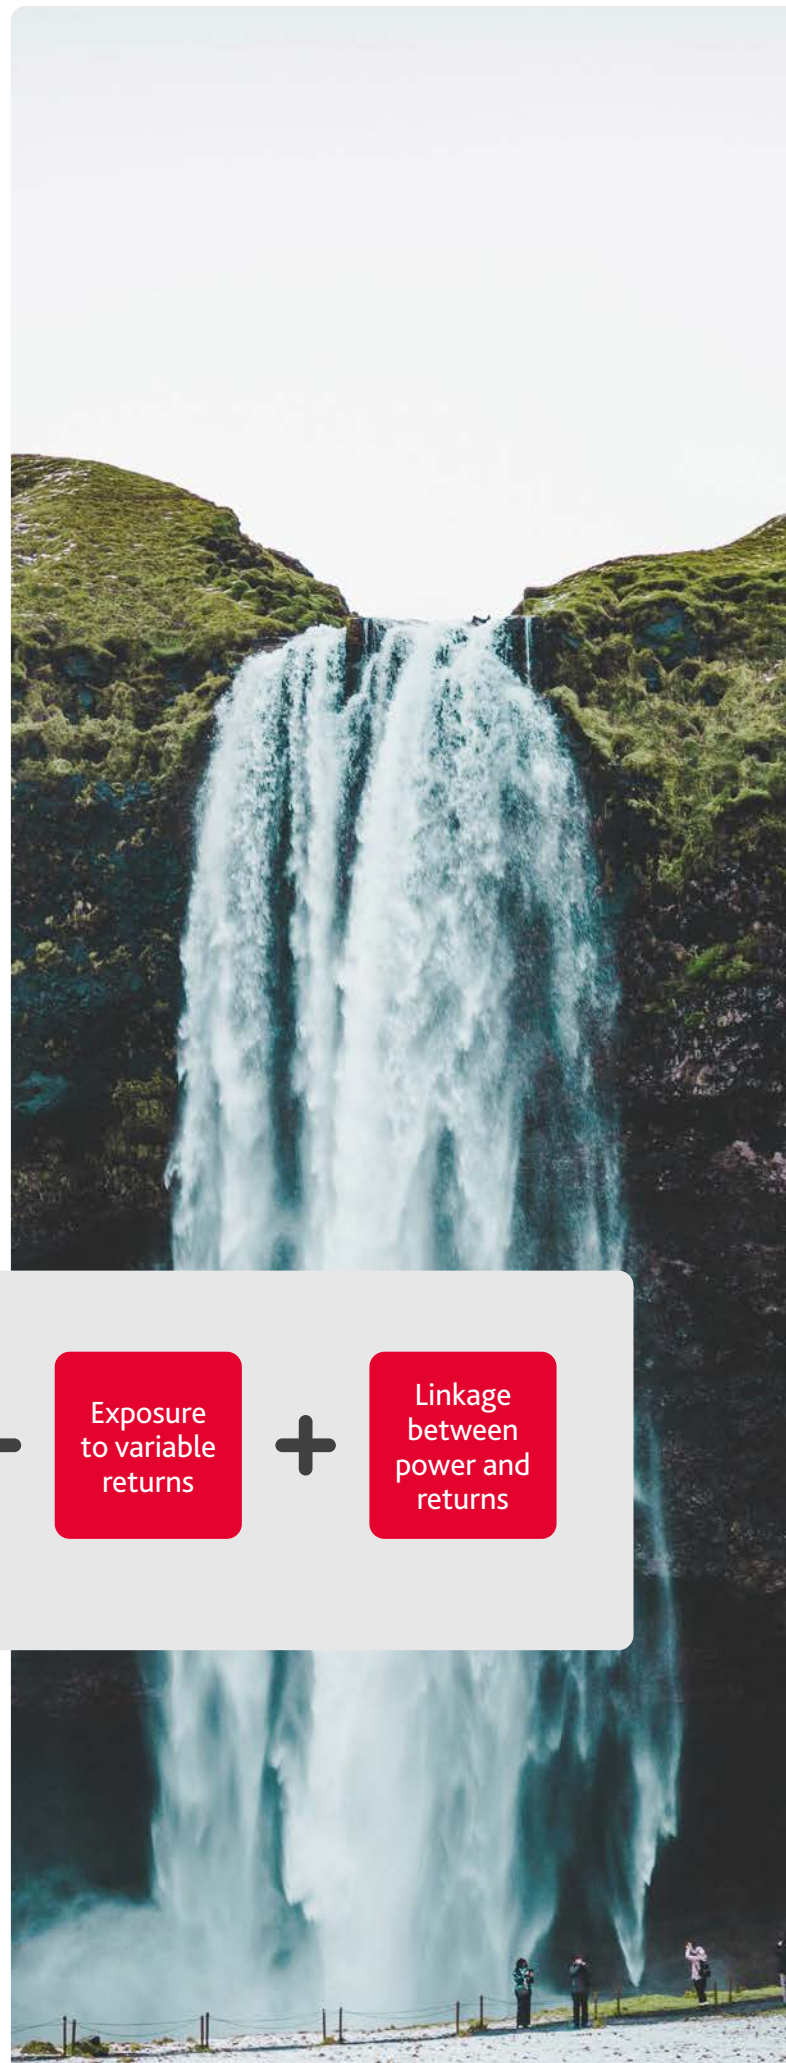 Exposure
to variable
returns
+
Linkage
between
power and
returns